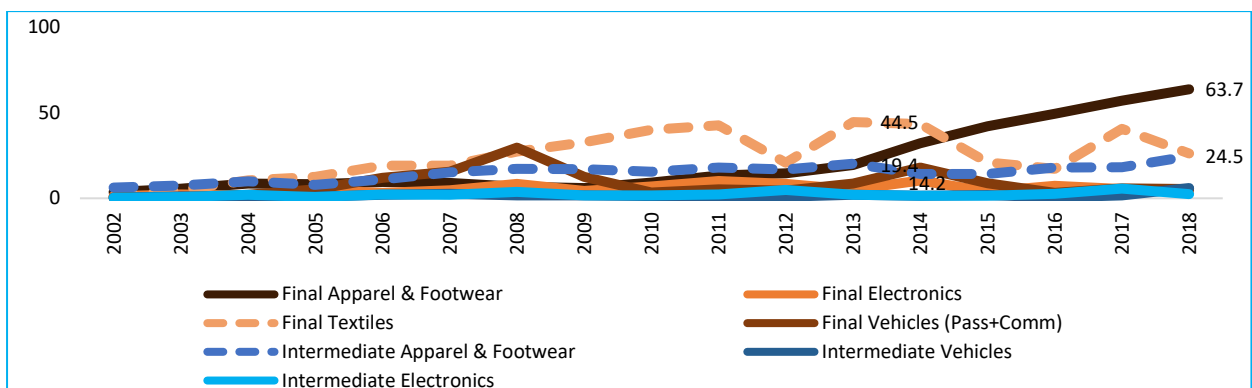 100
50
0
63.7
44.5
24.5
19.4
14.2
2002 2003 2004 2005 2006 2007 2008 2009 2010 2011 2012 2013 2014 2015 2016 2017 2018
Final Apparel & Footwear Final Electronics
Final Textiles Final Vehicles (Pass+Comm)
Intermediate Apparel & Footwear Intermediate Vehicles
Intermediate Electronics